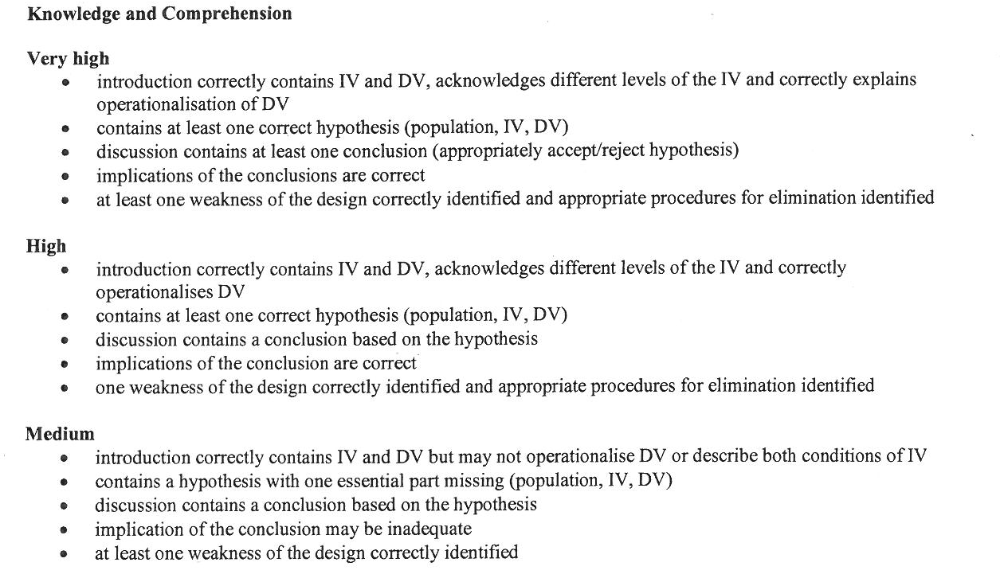 Knowledge and Comprehension
Very high
• introduction correctly contains IV and DV, acknowledges different levels of the IV and correctly explains
operationalisation of DV
• contains at least one correct hypothesis (population, IV, DV)
• discussion contains at least one conclusion (appropriately accept/reject hypothesis)
• implications of the conclusions are correct
• at least one weakness of the design correctly identified and appropriate procedures for elimination identified
High
• introduction correctly contains IV and DV, acknowledges different levels of the IV and correctly
operationalises DV
• contains at least one correct hypothesis (population, IV, DV)
• discussion contains a conclusion based on the hypothesis
• implications of the conclusion are correct
• one weakness of the design correctly identified and appropriate procedures for elimination identified
Medium
• introduction correctly contains IV and DV but may not operationalise DV or describe both conditions of IV
• contains a hypothesis with one essential part missing (population, IV, DV)
• discussion contains a conclusion based on the hypothesis
• implication of the conclusion may be inadequate
• at least one weakness of the design correctly identified